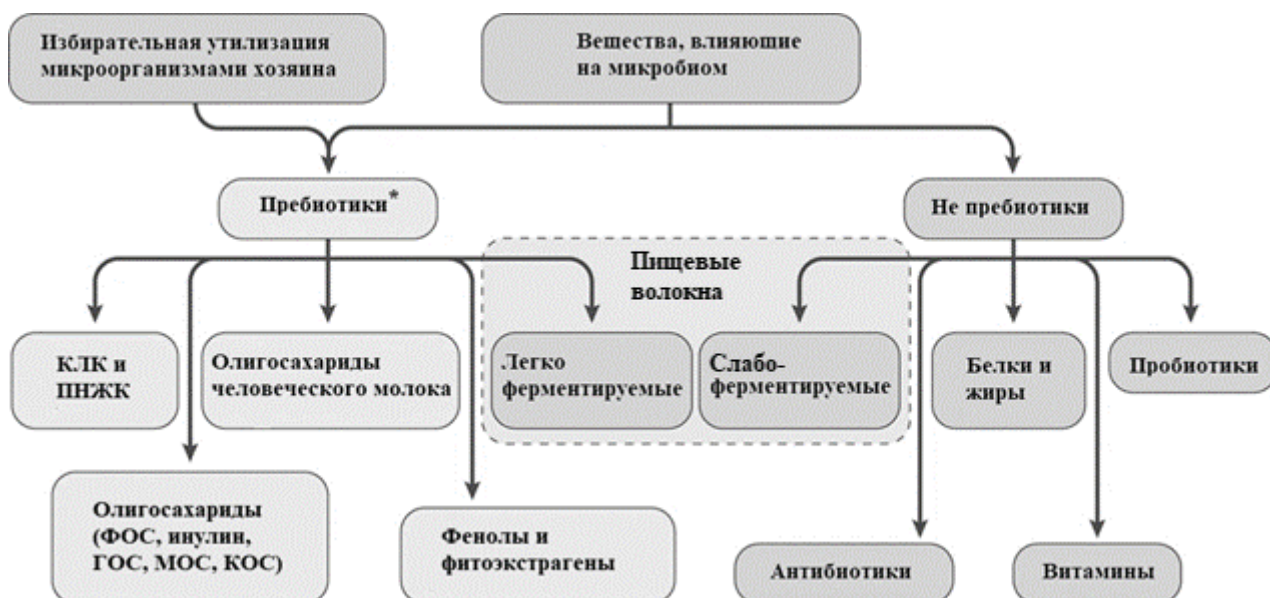 Избирательная утилизация
микроорганизмами хозяина
Вещества, влияющие
на микробиом
Пребиотики*
Не пребиотики
Пищевые
волокна
КЛК и
ПНЖК
Олигосахариды
человеческого молока
Легко
ферментируемые
Слабо-
ферментируемые
Белки и
жиры
Пробиотики
Олигосахариды
(ФОС, инулин,
ГОС, МОС, КОС)
Фенолы и
фитоэкстрагены
Антибиотики
Витамины